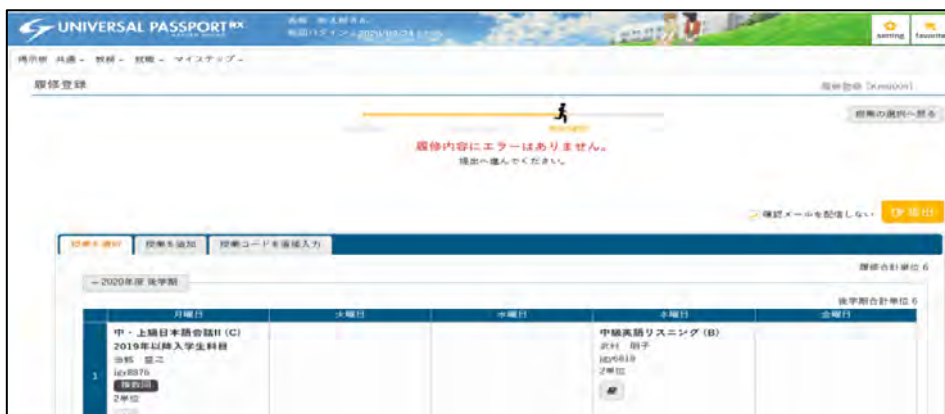 UNIVERSAL PASSPORT RX
setting
favorite
掲示板 共通 教務 就職 マイステップ
履修登録
授業の選択へ戻る
履修内容にエラーはありません。
提出へ進んでください。
確認メールを配信しない
提出
授業を選択 授業を追加 授業コードを直接入力
履修合計単位 6
2020年度 後学期
後学期合計単位 6
月曜日 火曜日 水曜日 木曜日 金曜日
1
中・上級日本語会話II (C)
2019年以降入学生科目
複数回
2単位
中級英語リスニング (B)
2単位